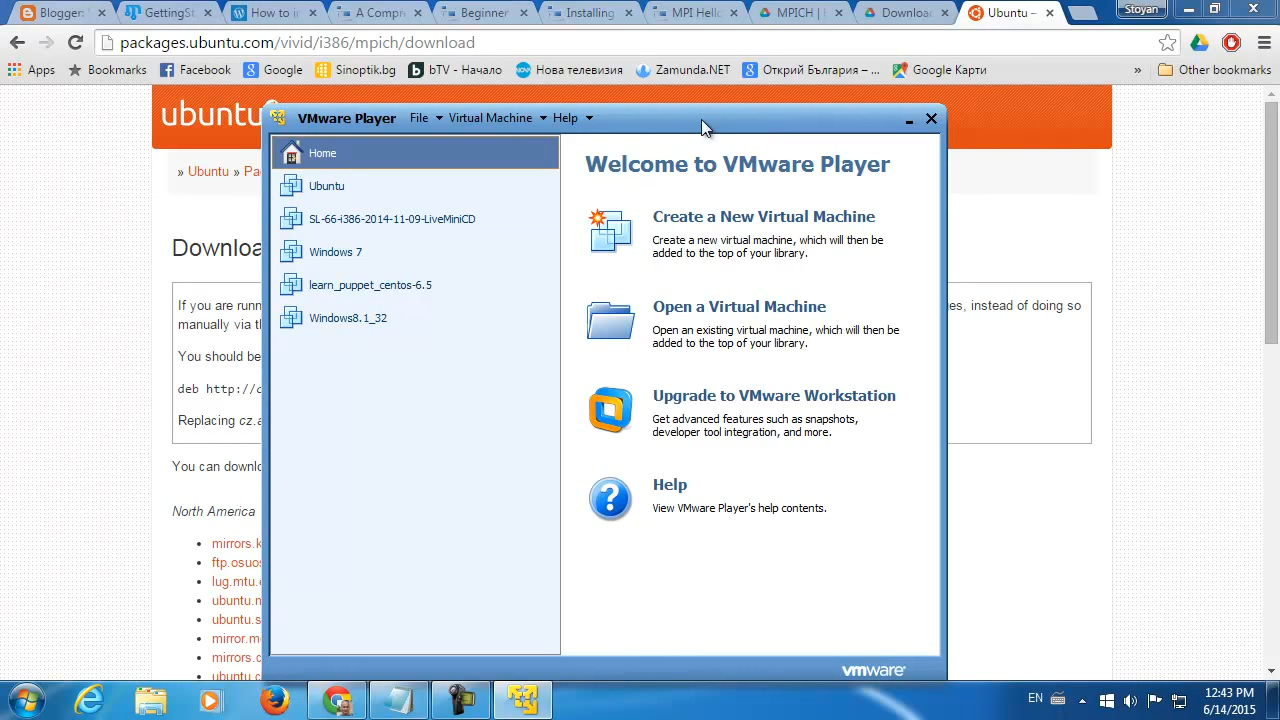 Blogger:
GettingSt
How to i
A Compr
Beginner
Installing
MPI Hell
MPICH |
Downloa
Ubuntu –
Stoyan
packages.ubuntu.com/vivid/i386/mpich/download
Apps
Bookmarks
Facebook
Google
Sinoptik.bg
bTV - Начало
Нова телевизия
Zamunda.NET
Открий България – ...
Google Карти
»
Other bookmarks
ubuntu
» Ubuntu » Pa
Downloa
If you are runn
es, instead of doing so
manually via th
You should be
deb http://c
Replacing cz.a
You can downlo
North America
mirrors.k
ftp.osuos
lug.mtu.e
ubuntu.m
ubuntu.s
mirror.m
mirrors.c
VMware Player
File
Virtual Machine
Help
Home
Ubuntu
SL-66-i386-2014-11-09-LiveMiniCD
Windows 7
learn_puppet_centos-6.5
Windows8.1_32
Welcome to VMware Player
Create a New Virtual Machine
Create a new virtual machine, which will then be
added to the top of your library.
Open a Virtual Machine
Open an existing virtual machine, which will then be
added to the top of your library.
Upgrade to VMware Workstation
Get advanced features such as snapshots,
developer tool integration, and more.
Help
View VMware Player's help contents.
vmware
EN
12:43 PM
6/14/2015